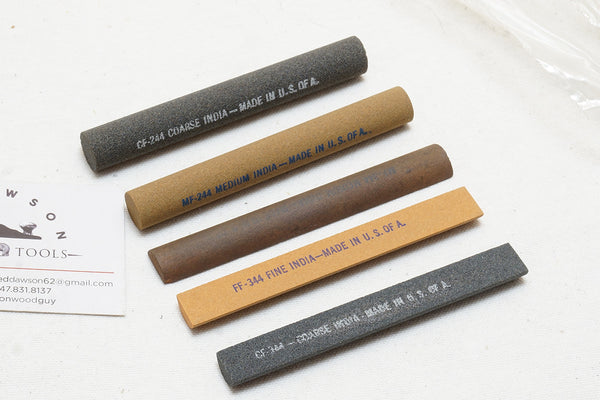 CF-244 COARSE INDIA—MADE IN U.S. OF A.
MF-244 MEDIUM INDIA—MADE IN U.S. OF A.
FF-344 FINE INDIA—MADE IN U.S. OF A.
CF-344 — COARSE INDIA - MADE IN U.S. OF A.
WSON
TOOLS
eddawson62@gmail.com
47.831.8137
onwoodguy